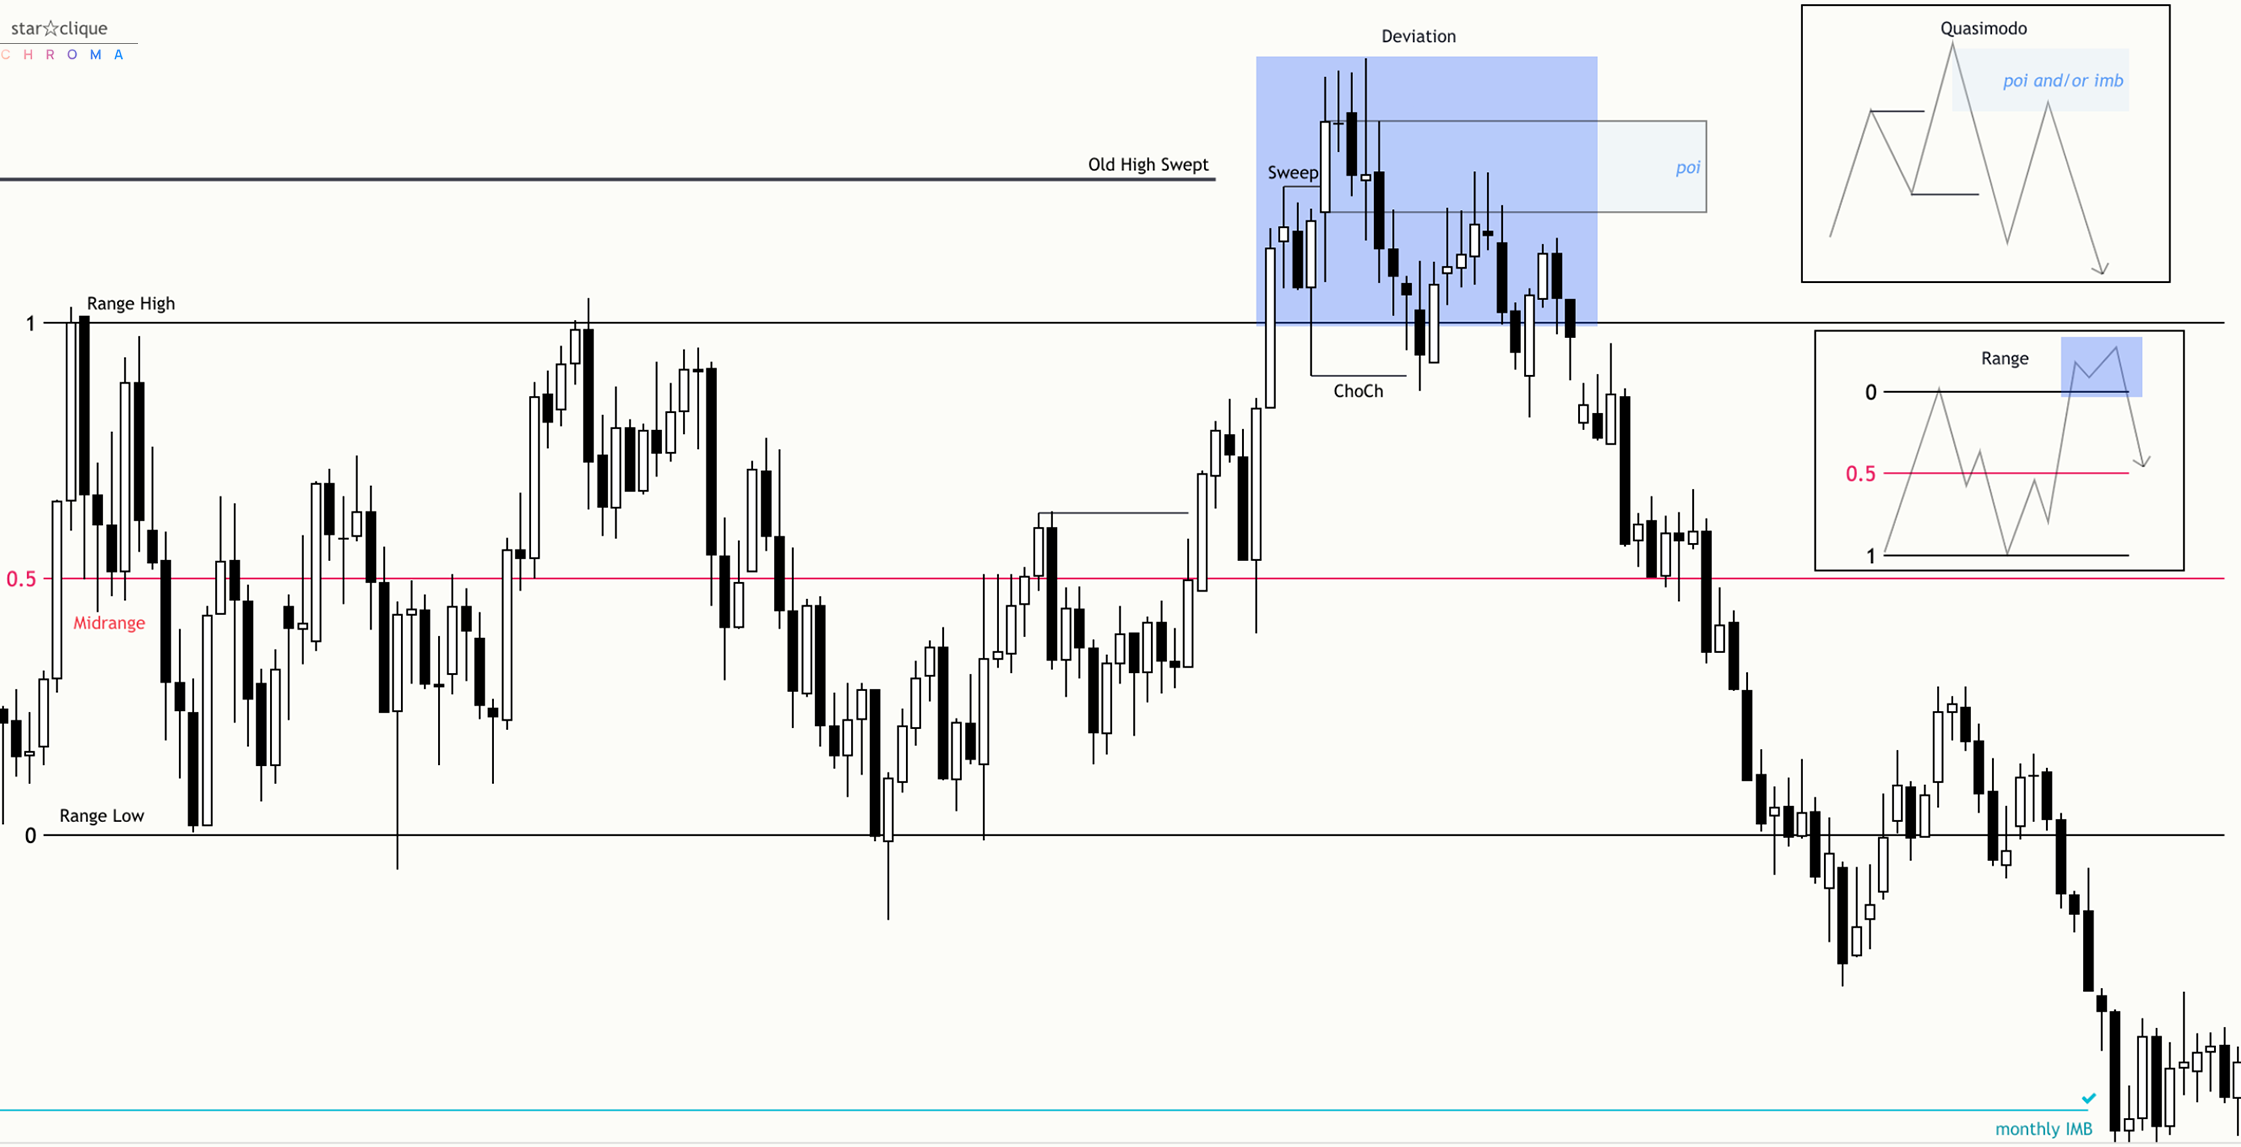 star☆clique
CHROMA
Deviation
Quasimodo
poi and/or imb
Old High Swept
Sweep
poi
Range High
1
ChoCh
Range
0
0.5
1
0.5
Midrange
Range Low
0
monthly IMB